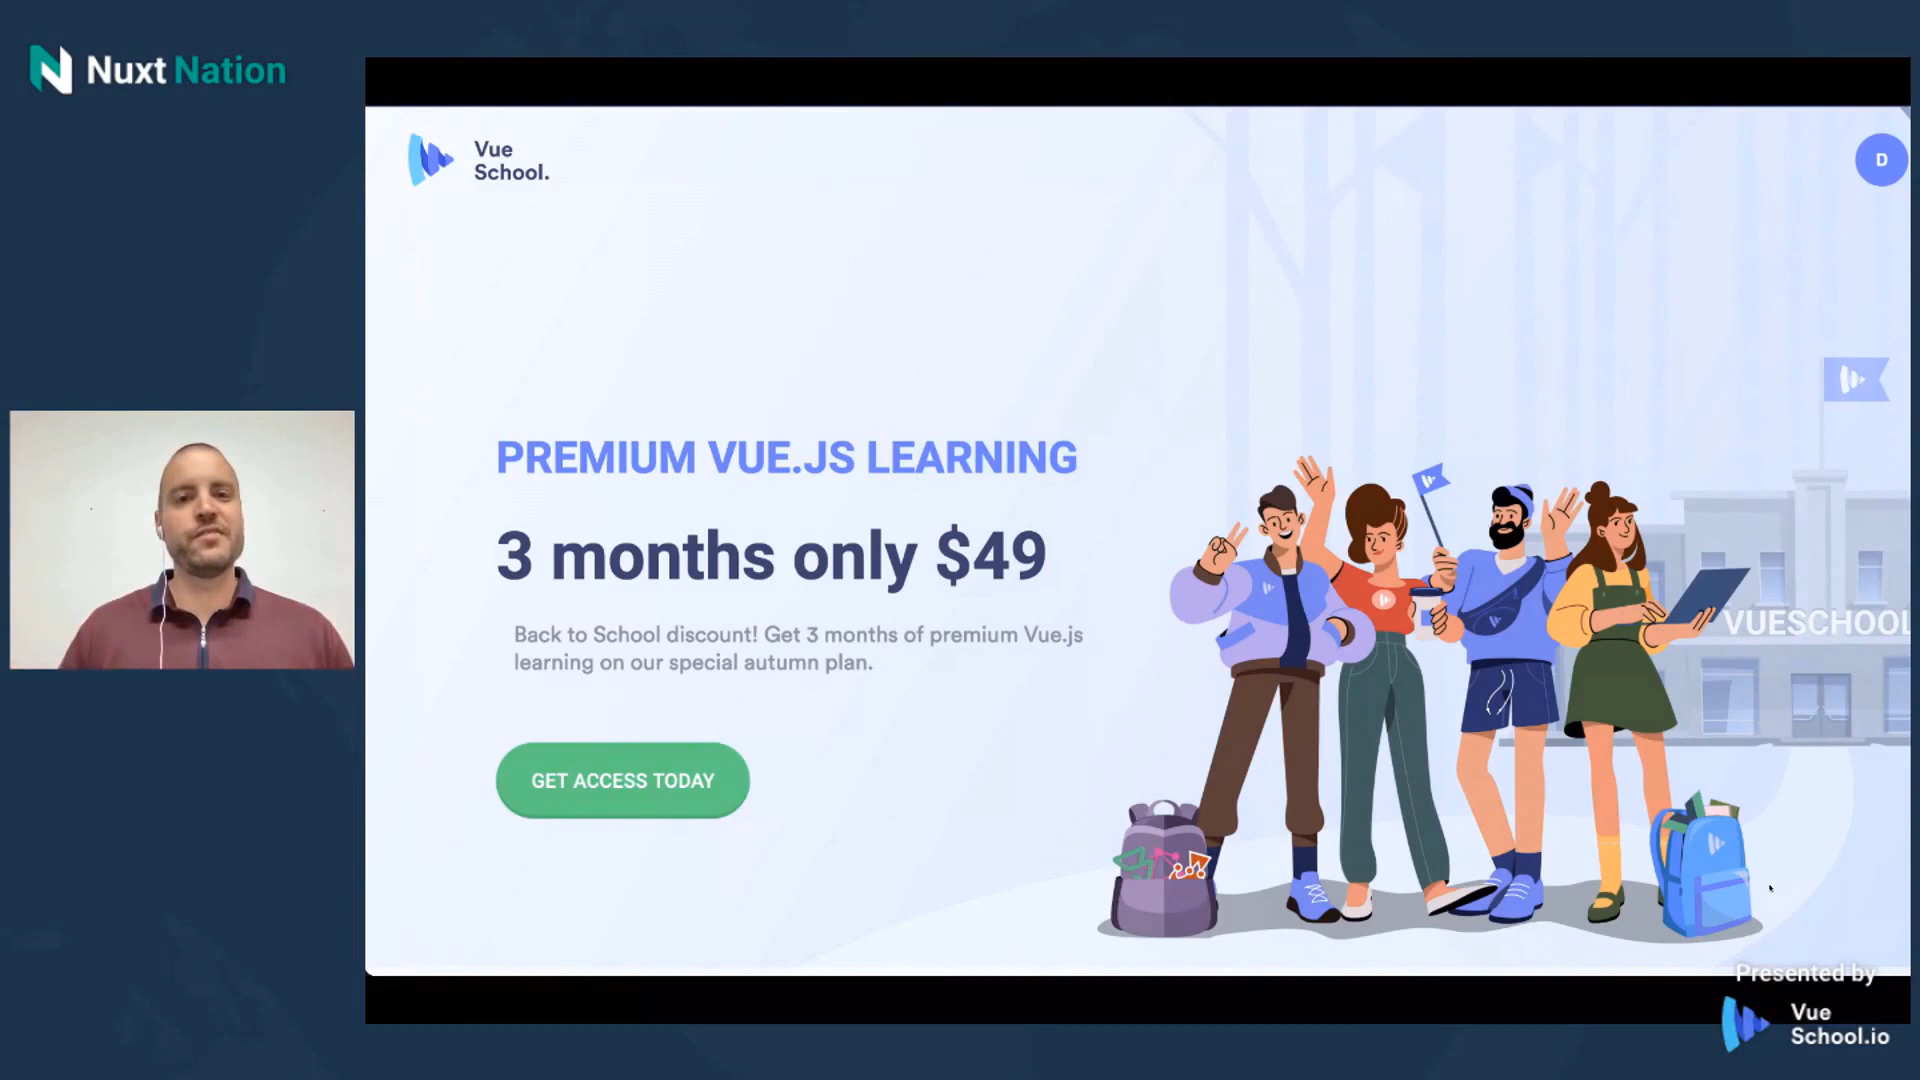 Nuxt Nation
Vue
School.
D
PREMIUM VUE.JS LEARNING
3 months only $49
Back to School discount! Get 3 months of premium Vue.js
learning on our special autumn plan.
GET ACCESS TODAY
VUESCHOOL
Presented by
Vue
School.io